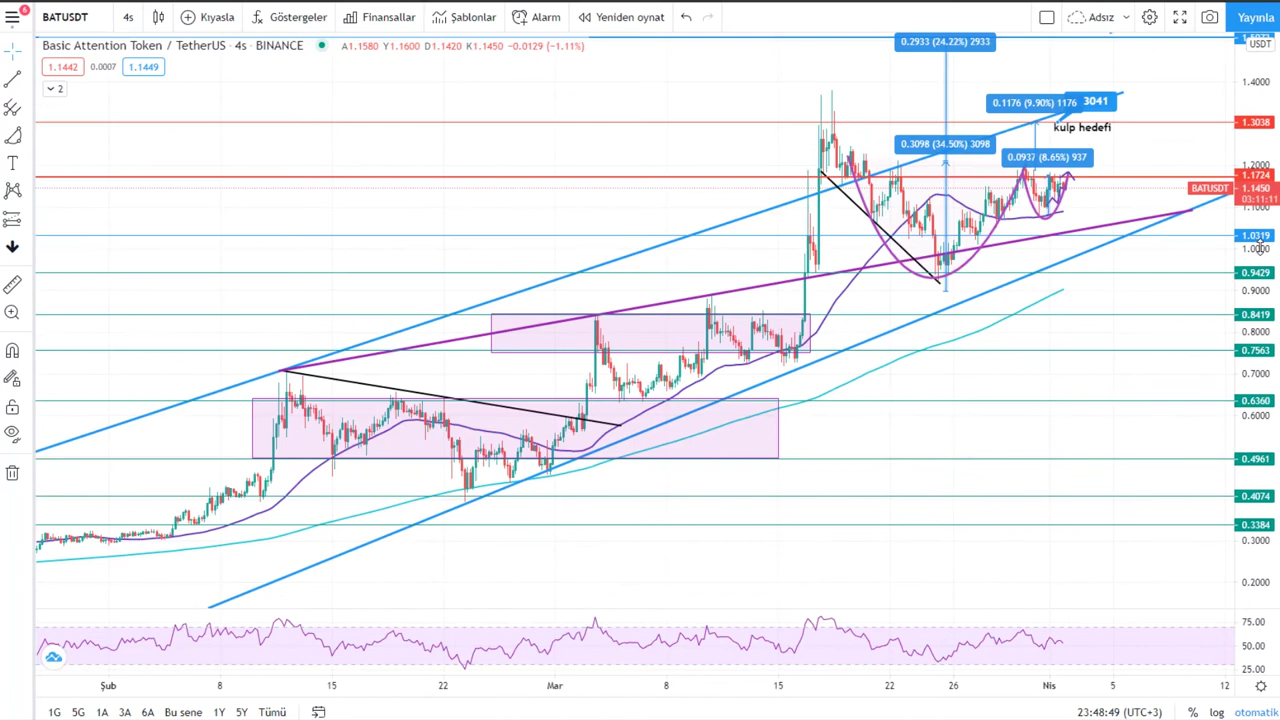 6
BATUSDT 4s Kıyasla Göstergeler Finansallar Şablonlar Alarm Yeniden oynat Adsız Yayınla
Basic Attention Token / TetherUS · 4s · BINANCE A1.1580 Y1.1600 D1.1420 K1.1450 −0.0129 (−1.11%)
1.1442 0.0007 1.1449
2
0.2933 (24.22%) 2933
0.1176 (9.90%) 1176
3041
kulp hedefi
0.3098 (34.50%) 3098
0.0937 (8.65%) 937
USDT
1.4000
1.3038
1.2000
1.1724
BATUSDT 1.1450
03:11:11
1.1000
1.0319
1.0000
0.9429
0.9000
0.8419
0.8000
0.7563
0.7000
0.6360
0.6000
0.4961
0.4074
0.3384
0.3000
0.2000
75.00
50.00
25.00
Şub 8 15 22 Mar 8 15 22 26 Nis 5 12
1G 5G 1A 3A 6A Bu sene 1Y 5Y Tümü 23:48:49 (UTC+3) % log otomatik